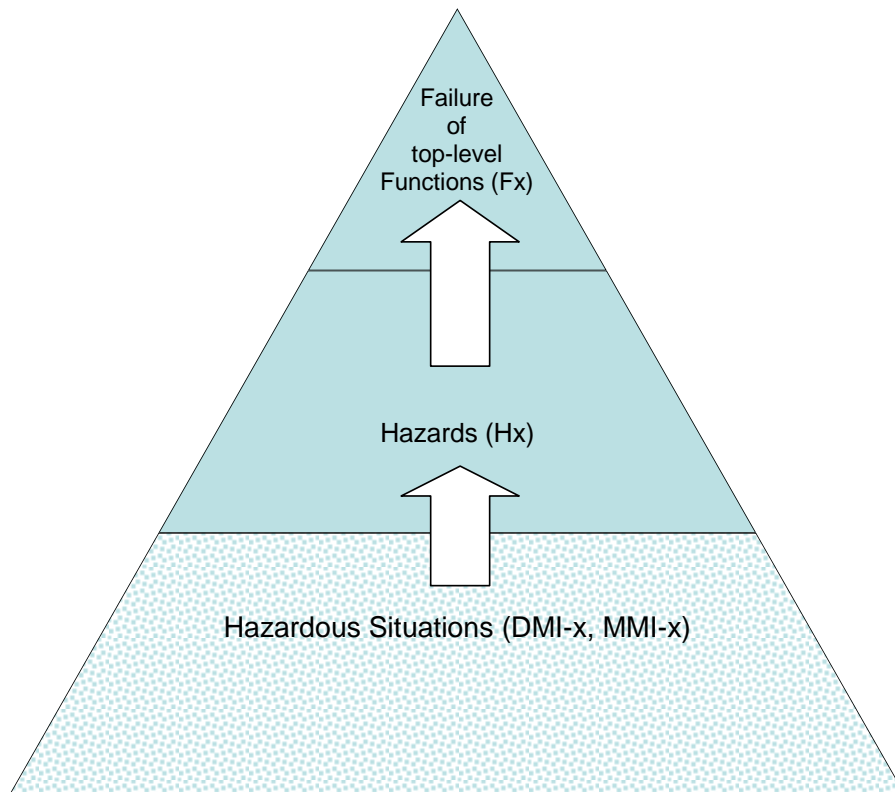 Failure
of
top-level
Functions (Fx)
Hazards (Hx)
Hazardous Situations (DMI-x, MMI-x)